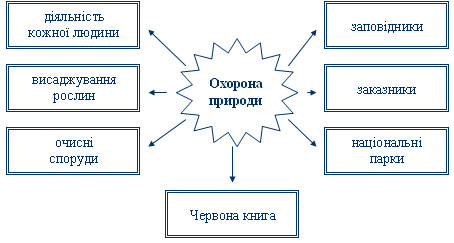 діяльність
кожної людини
висаджування
рослин
очисні
споруди
Охорона
природи
заповідники
заказники
національні
парки
Червона книга